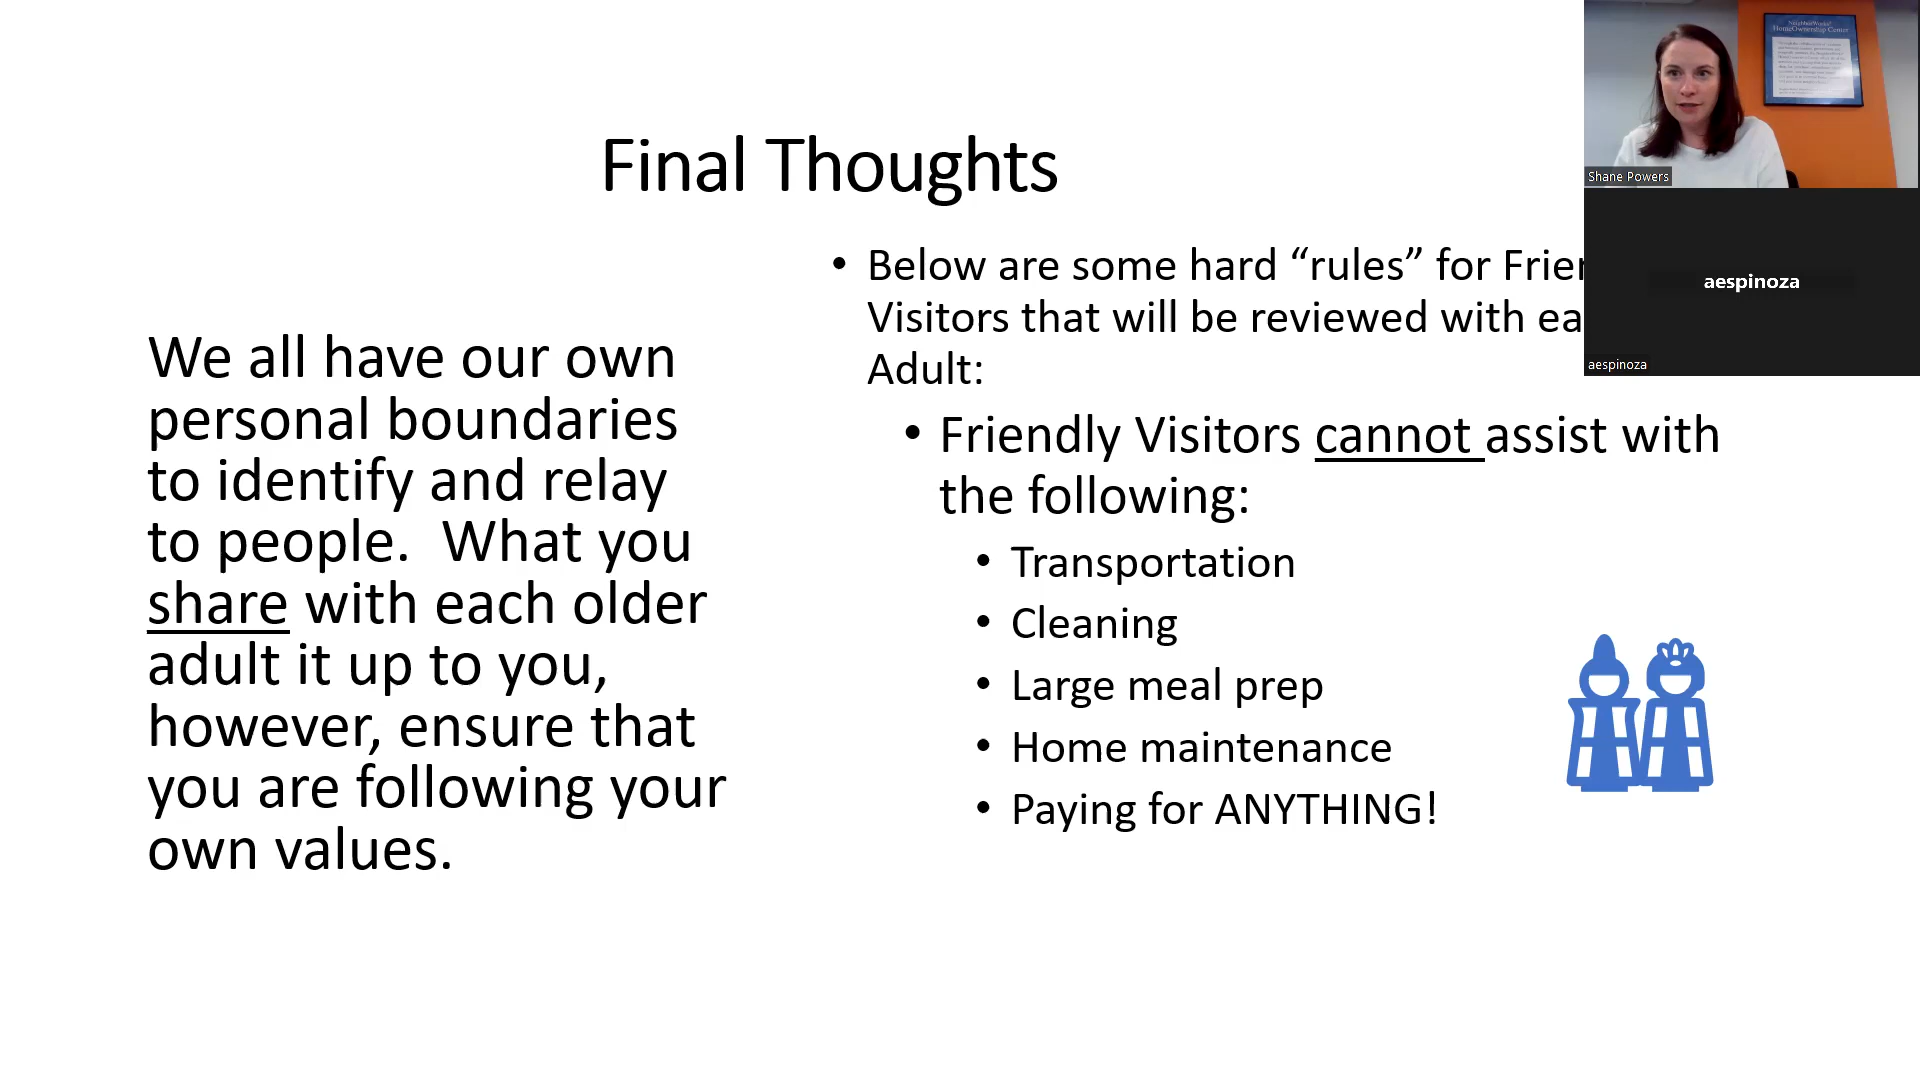 Final Thoughts
We all have our own
personal boundaries
to identify and relay
to people. What you
share with each older
adult it up to you,
however, ensure that
you are following your
own values.
• Below are some hard “rules” for
Visitors that will be reviewed with
Adult:
• Friendly Visitors cannot assist with
the following:
• Transportation
• Cleaning
• Large meal prep
• Home maintenance
• Paying for ANYTHING!
NeighborWorks®
HomeOwnership Center
Shane Powers
aespinoza
aespinoza